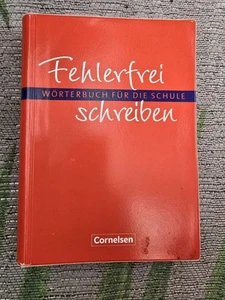 Fehlerfrei
WÖRTERBUCH FÜR DIE SCHULE
schreiben
Cornelsen